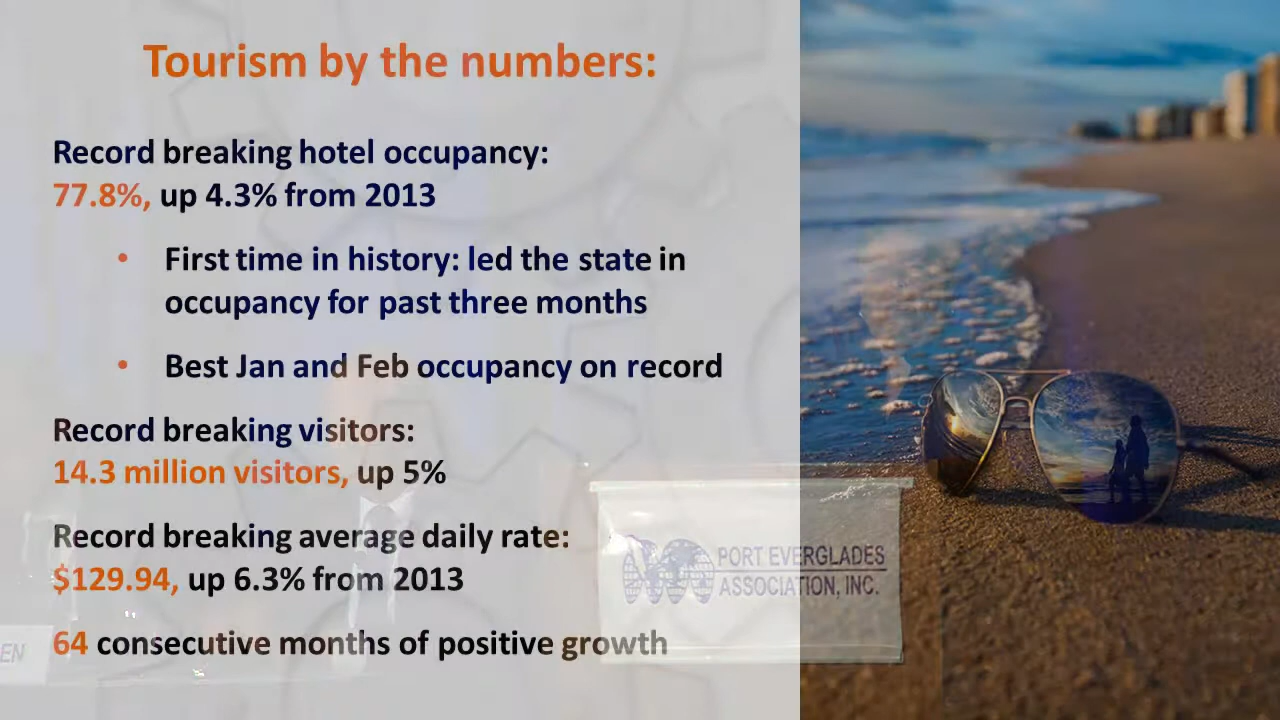 Tourism by the numbers:
Record breaking hotel occupancy:
77.8%, up 4.3% from 2013
• First time in history: led the state in
occupancy for past three months
• Best Jan and Feb occupancy on record
Record breaking visitors:
14.3 million visitors, up 5%
Record breaking average daily rate:
$129.94, up 6.3% from 2013
64 consecutive months of positive growth
PORT EVERGLADES
ASSOCIATION, INC.
EN